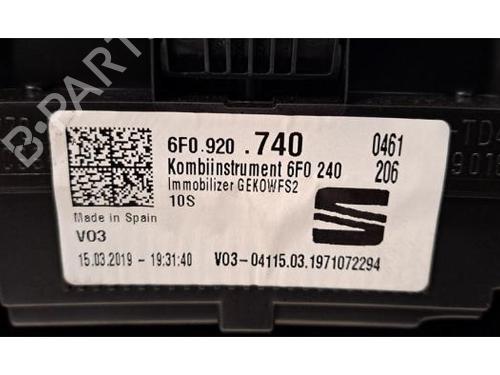 B-PARTS
6F0.920 .740 0461
Kombiinstrument 6F0 240 206
Immobilizer GEKOWFS2
10S
Made in Spain
V03
15.03.2019 - 19:31:40 V03-04115.03.1971072294